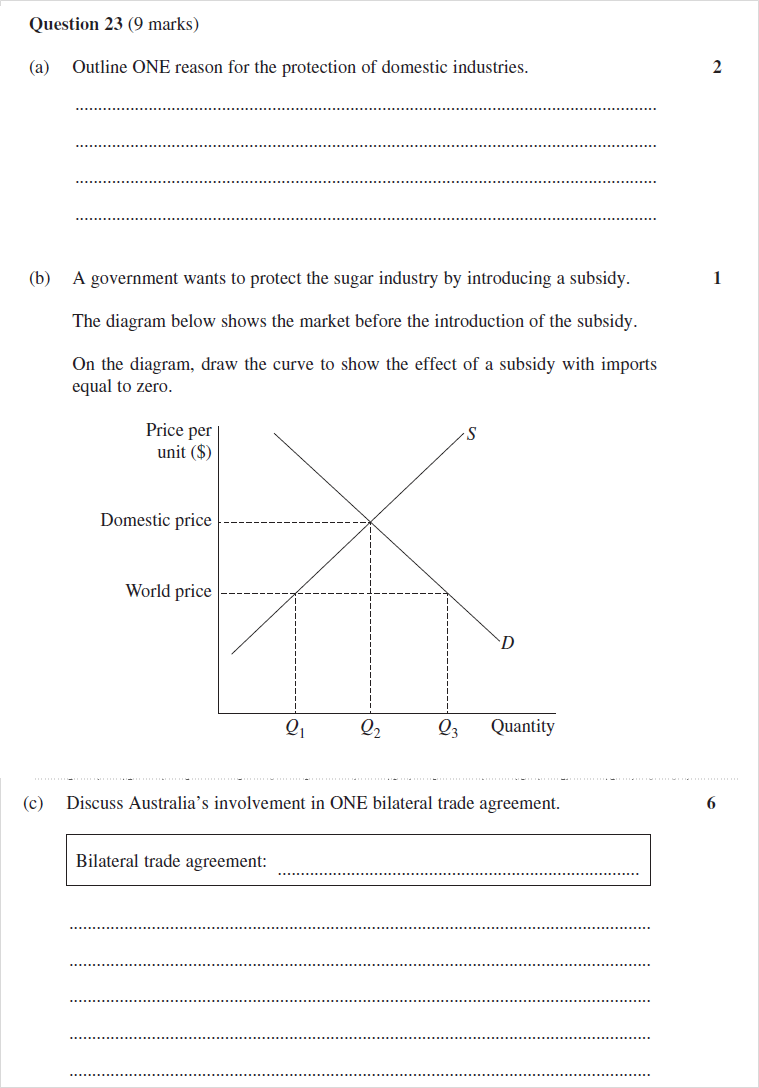 Question 23 (9 marks)
(a) Outline ONE reason for the protection of domestic industries. 2
(b) A government wants to protect the sugar industry by introducing a subsidy. 1
The diagram below shows the market before the introduction of the subsidy.
On the diagram, draw the curve to show the effect of a subsidy with imports
equal to zero.
Price per
unit ($)
S
Domestic price
World price
D
Q1 Q2 Q3 Quantity
(c) Discuss Australia's involvement in ONE bilateral trade agreement. 6
Bilateral trade agreement: